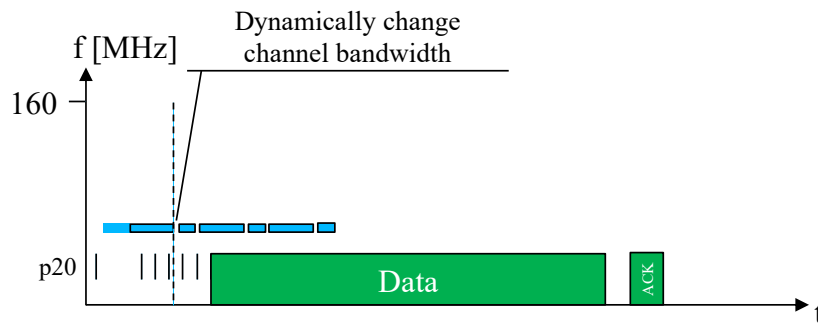 Dynamically change
channel bandwidth
f [MHz]
160
p20
Data
ACK
t